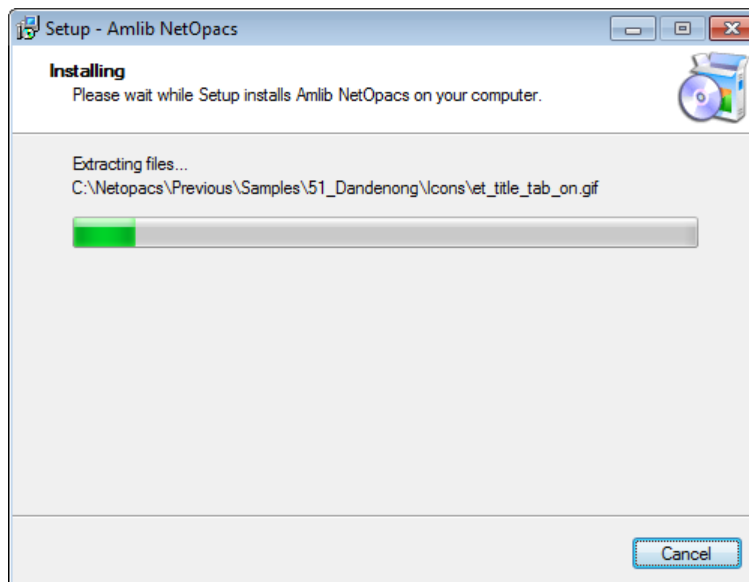 Setup - Amlib NetOpacs
Installing
Please wait while Setup installs Amlib NetOpacs on your computer.
Extracting files...
C:\Netopacs\Previous\Samples\51_Dandenong\Icons\et_title_tab_on.gif
Cancel